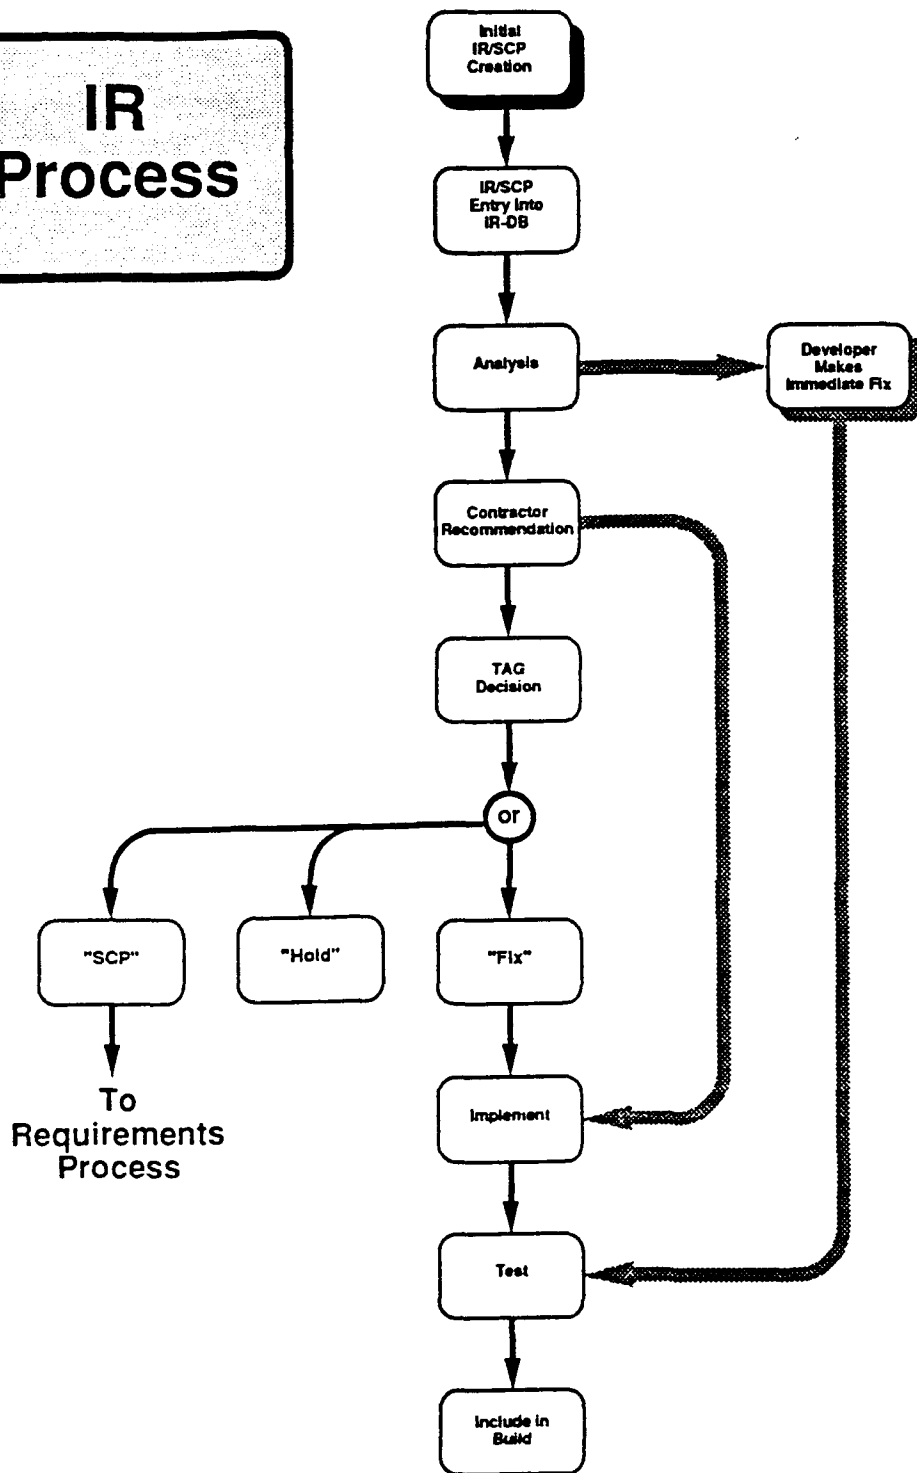 IR
Process
Initial
IR/SCP
Creation
IR/SCP
Entry Into
IR-DB
Analysis
Developer
Makes
Immediate Fix
Contractor
Recommendation
TAG
Decision
or
"SCP"
"Hold"
"Fix"
To
Requirements
Process
Implement
Test
Include in
Build